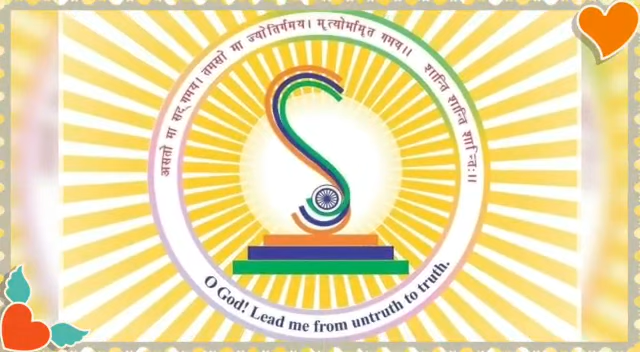 असतो मा सद् गमय। तमसो मा ज्योतिर्गमय। मृत्योर्मामृत गमय।। शान्ति शान्ति शान्तिः।।
O God! Lead me from untruth to truth.